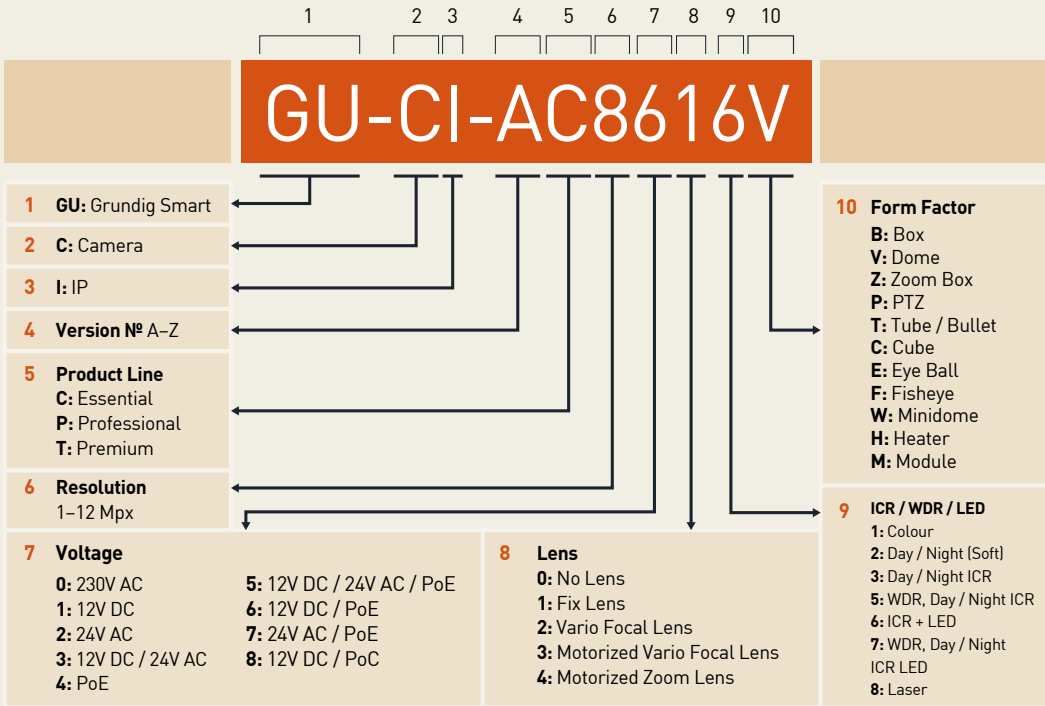 1 2 3 4 5 6 7 8 9 10
GU-CI-AC8616V
1 GU: Grundig Smart
2 C: Camera
3 I: IP
4 Version № A–Z
5 Product Line
C: Essential
P: Professional
T: Premium
6 Resolution
1–12 Mpx
7 Voltage
0: 230V AC
1: 12V DC
2: 24V AC
3: 12V DC / 24V AC
4: PoE
5: 12V DC / 24V AC / PoE
6: 12V DC / PoE
7: 24V AC / PoE
8: 12V DC / PoC
8 Lens
0: No Lens
1: Fix Lens
2: Vario Focal Lens
3: Motorized Vario Focal Lens
4: Motorized Zoom Lens
10 Form Factor
B: Box
V: Dome
Z: Zoom Box
P: PTZ
T: Tube / Bullet
C: Cube
E: Eye Ball
F: Fisheye
W: Minidome
H: Heater
M: Module
9 ICR / WDR / LED
1: Colour
2: Day / Night (Soft)
3: Day / Night ICR
5: WDR, Day / Night ICR
6: ICR + LED
7: WDR, Day / Night
ICR LED
8: Laser